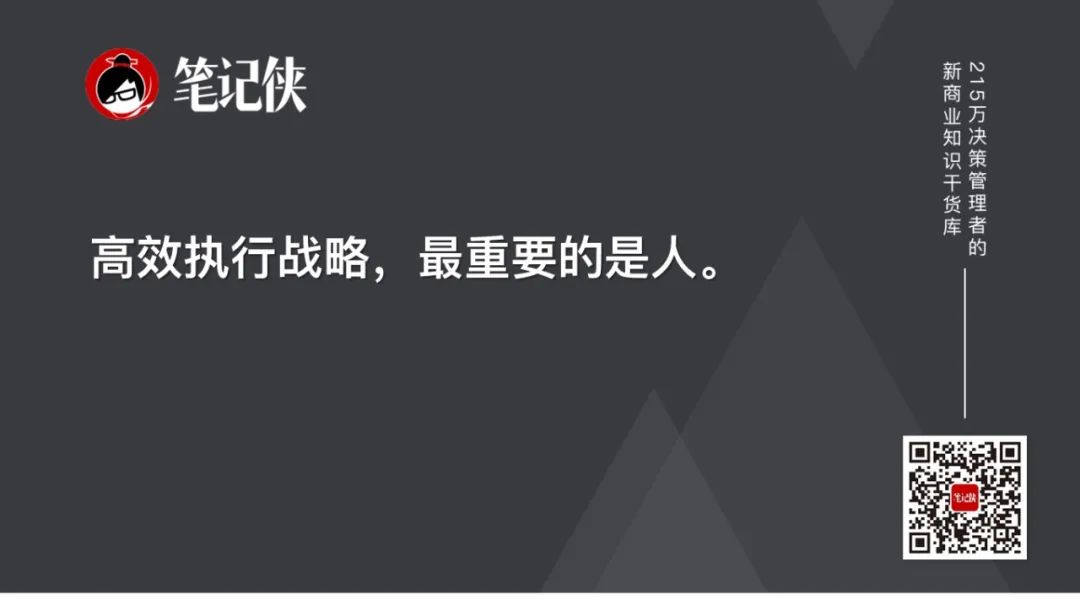 笔记侠
215万决策管理者的
新商业知识干货库
高效执行战略，最重要的是人。
笔记侠